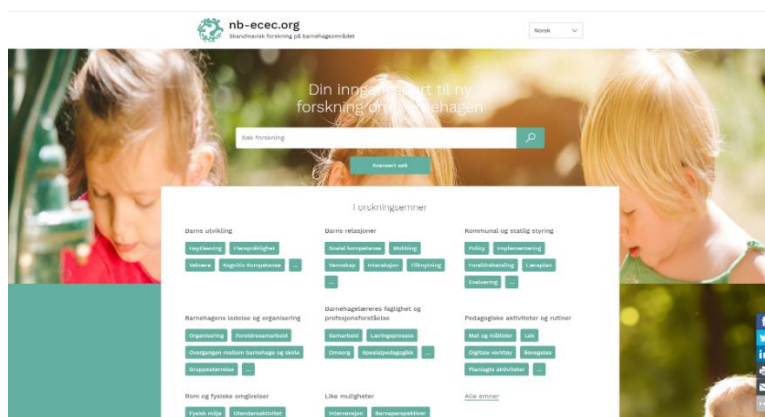 nb-ecec.org
Skandinavisk forskning på barnehageområdet
Norsk
Din inngangsport til ny
forskning om barnehagen
Søk forskning
Avansert søk
Forskningsemner
Barns utvikling
Høytlesning Flerspråklighet
Velvære Kognitiv Kompetanse ...
Barns relasjoner
Sosial kompetanse Mobbing
Vennskap Interaksjon Tilknytning
...
Kommunal og statlig styring
Policy Implementering
Foreldrebetaling Læreplan
Evaluering ...
Barnehagens ledelse og organisering
Organisering Foreldresamarbeid
Overgangen mellom barnehage og skole
Gruppestørrelse ...
Barnehagelæreres faglighet og
profesjonsforståelse
Samarbeid Læringsprosess
Omsorg Spesialpedagogikk ...
Pedagogiske aktiviteter og rutiner
Mat og måltider Lek
Digitale verktøy Bevegelse
Planlagte aktiviteter ...
Rom og fysiske omgivelser
Fysisk miljø Utendørsaktivitet
Like muligheter
Intervensjon Barneperspektiver
Alle emner